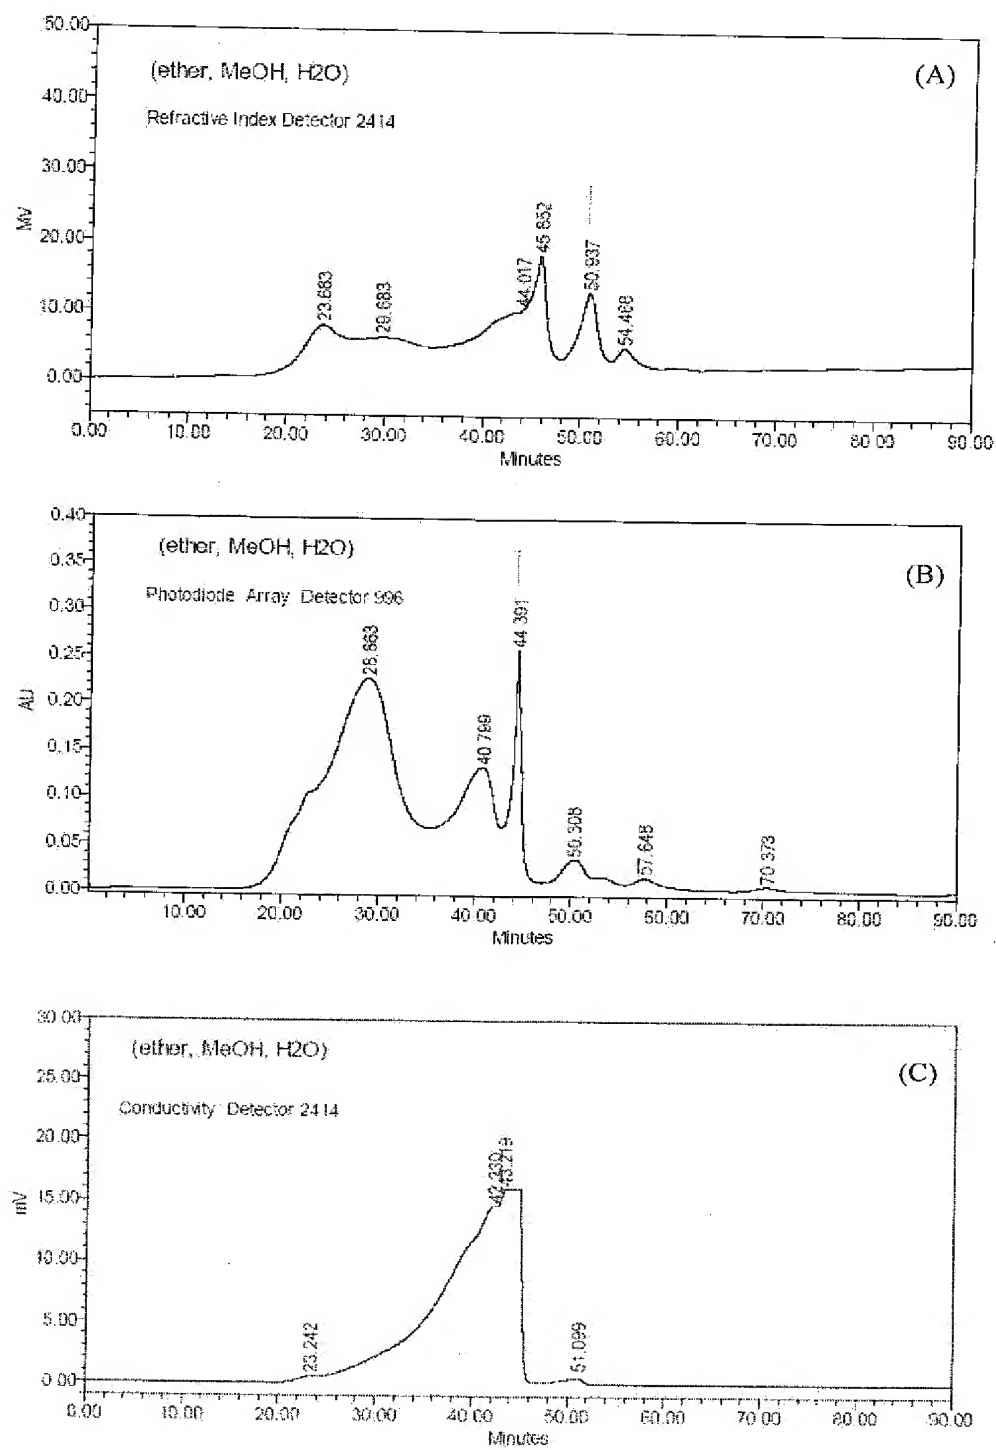 50.00
(ether, MeOH, H2O)
(A)
40.00
Refractive Index Detector 2414
30.00
MV
20.00
10.00
0.00
23.683
29.683
44.017
45.852
50.937
54.468
0.00 10.00 20.00 30.00 40.00 50.00 60.00 70.00 80.00 90.00
Minutes
0.40
(ether, MeOH, H2O)
(B)
0.35
Photodiode Array Detector 996
0.30
0.25
AU
0.20
0.15
0.10
0.05
0.00
28.863
40.799
44.391
50.308
57.648
70.373
10.00 20.00 30.00 40.00 50.00 60.00 70.00 80.00 90.00
Minutes
30.00
(ether, MeOH, H2O)
(C)
25.00
Conductivity Detector 2414
20.00
mV
15.00
10.00
5.00
0.00
23.242
42.330
43.219
51.099
0.00 10.00 20.00 30.00 40.00 50.00 60.00 70.00 80.00 90.00
Minutes